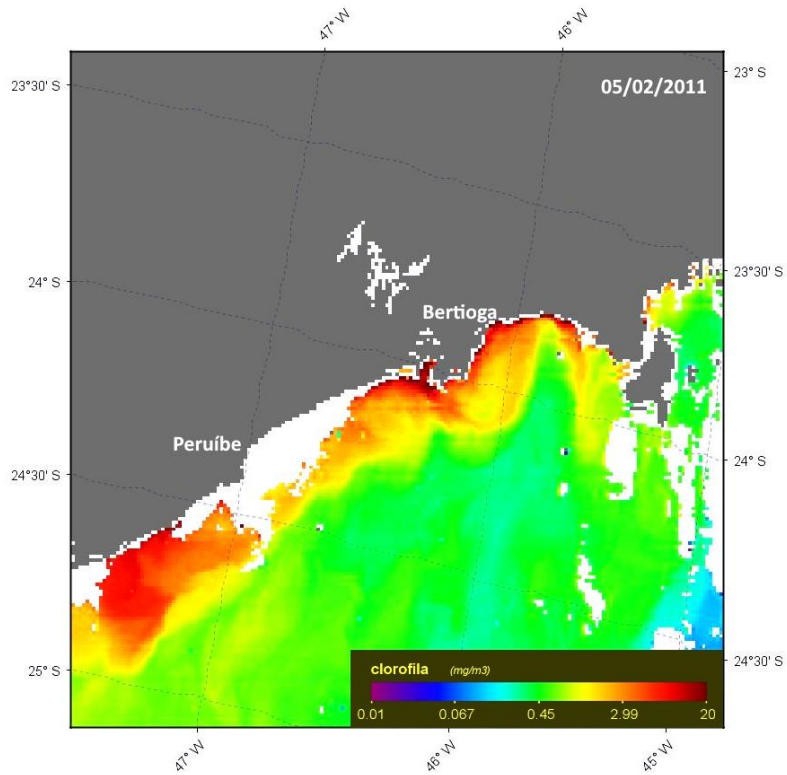 47° W
46° W
23°30' S
23° S
05/02/2011
24° S
23°30' S
Bertioga
Peruíbe
24°30' S
24° S
25° S
24°30' S
clorofila (mg/m3)
0.01 0.067 0.45 2.99 20
47° W
46° W
45° W